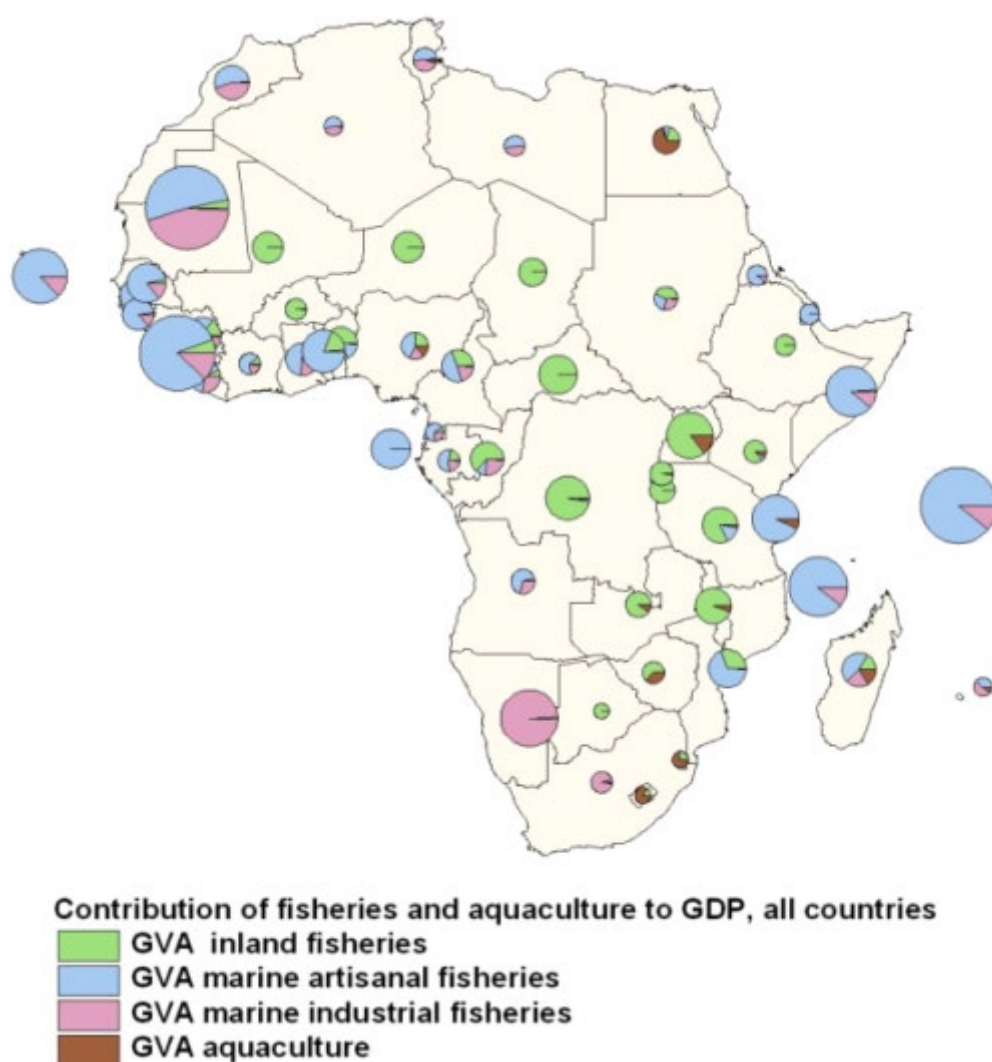 Contribution of fisheries and aquaculture to GDP, all countries
GVA inland fisheries
GVA marine artisanal fisheries
GVA marine industrial fisheries
GVA aquaculture